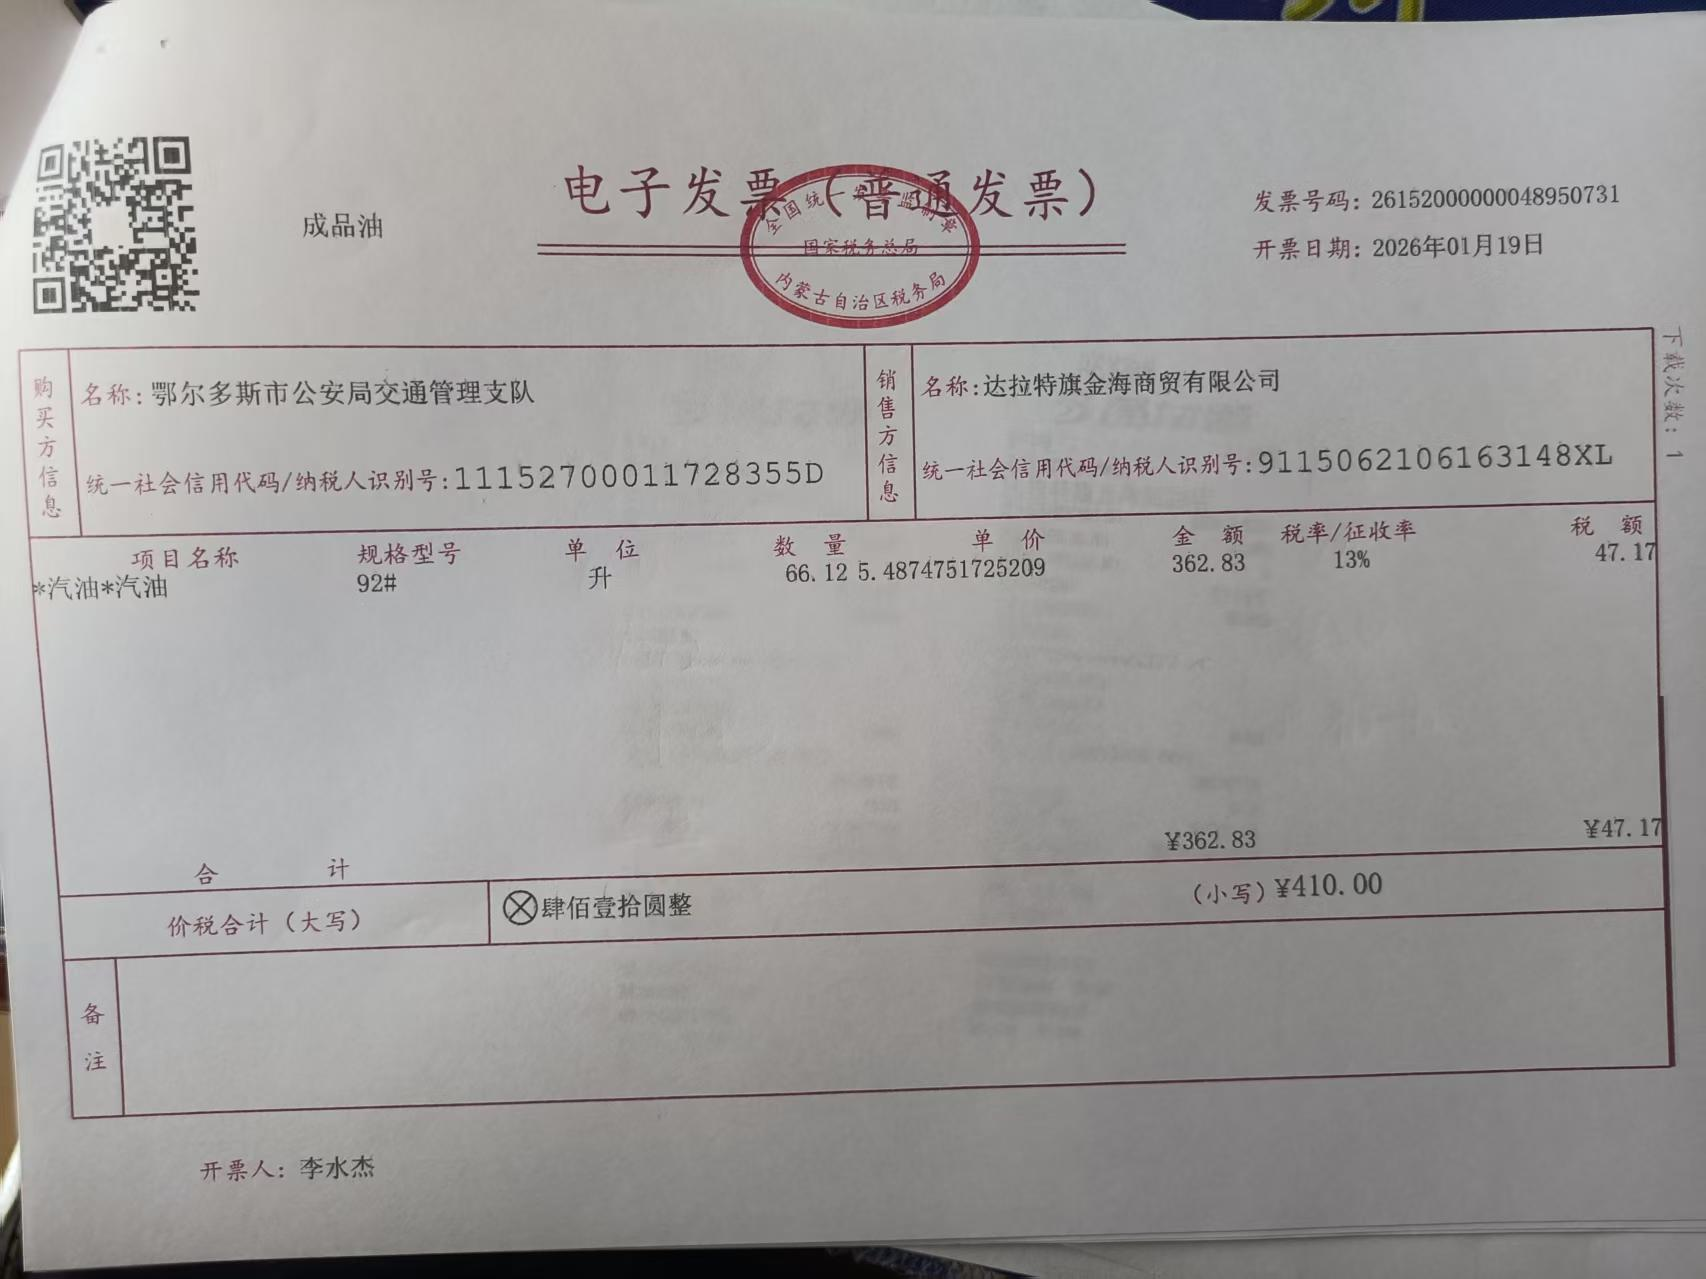 成品油
电子发票（普通发票）
全国统一发票监制章
国家税务总局
内蒙古自治区税务局
发票号码：26152000000048950731
开票日期：2026年01月19日
下载次数：1
购买方信息
名称：鄂尔多斯市公安局交通管理支队
统一社会信用代码/纳税人识别号：11152700011728355D
销售方信息
名称：达拉特旗金海商贸有限公司
统一社会信用代码/纳税人识别号：9115062106163148XL
项目名称 规格型号 单位 数量 单价 金额 税率/征收率 税额
*汽油*汽油 92# 升 66.12 5.4874751725209 362.83 13% 47.17
合计 ¥362.83 ¥47.17
价税合计（大写） ⊗肆佰壹拾圆整 （小写）¥410.00
备注
开票人：李水杰